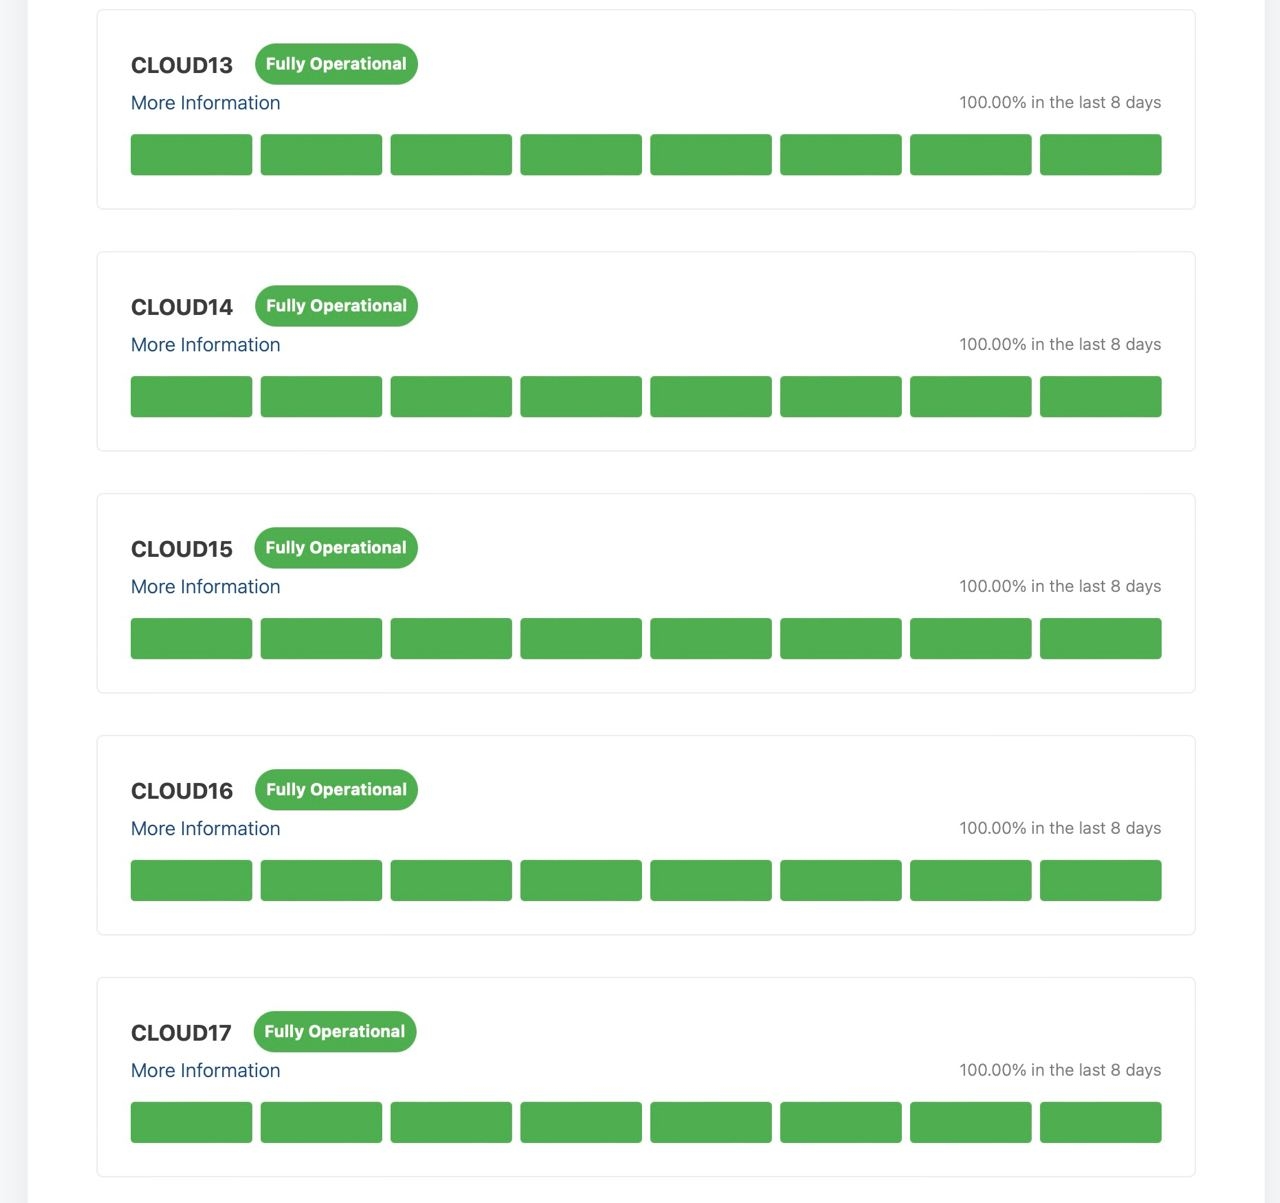 CLOUD13 Fully Operational
More Information 100.00% in the last 8 days
CLOUD14 Fully Operational
More Information 100.00% in the last 8 days
CLOUD15 Fully Operational
More Information 100.00% in the last 8 days
CLOUD16 Fully Operational
More Information 100.00% in the last 8 days
CLOUD17 Fully Operational
More Information 100.00% in the last 8 days